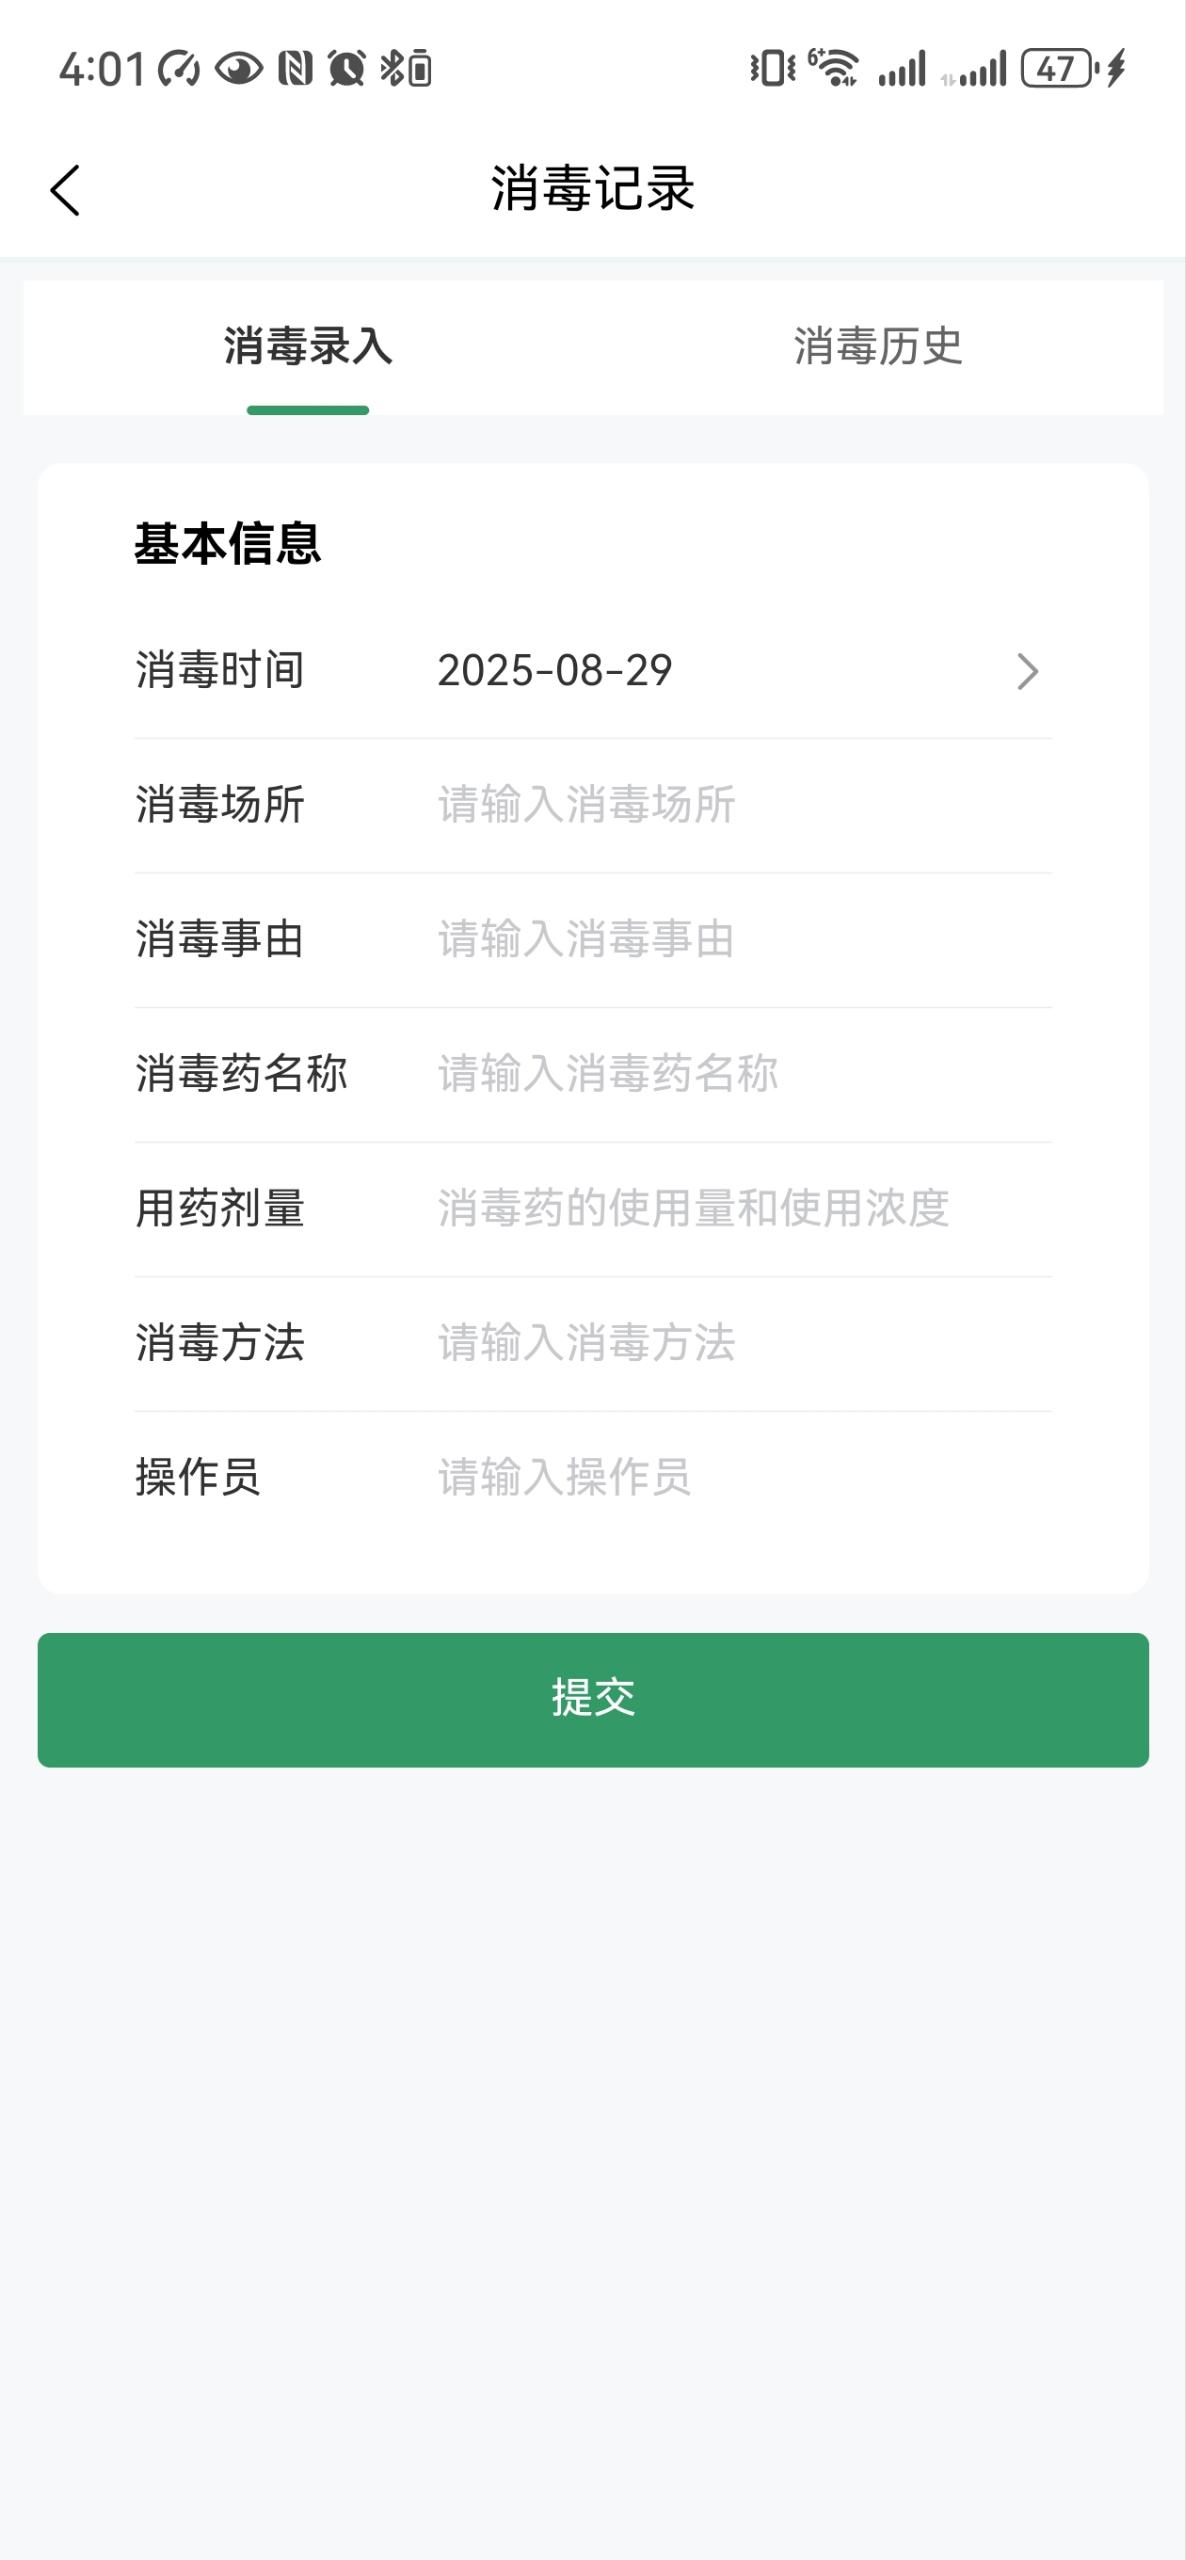 4:01
6+
47
消毒记录
消毒录入 消毒历史
基本信息
消毒时间 2025-08-29
消毒场所 请输入消毒场所
消毒事由 请输入消毒事由
消毒药名称 请输入消毒药名称
用药剂量 消毒药的使用量和使用浓度
消毒方法 请输入消毒方法
操作员 请输入操作员
提交